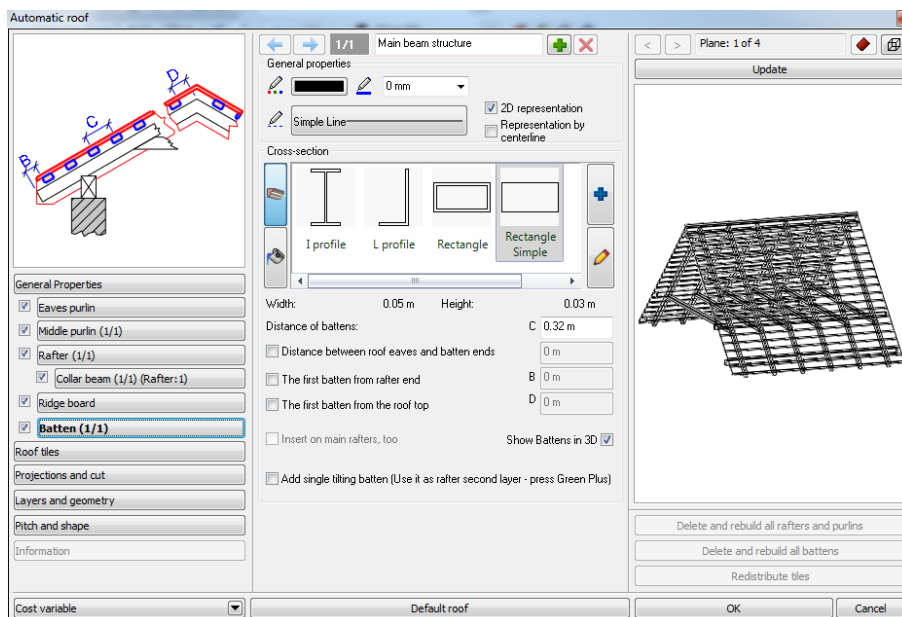 Automatic roof
D
C
B
General Properties
Eaves purlin
Middle purlin (1/1)
Rafter (1/1)
Collar beam (1/1) (Rafter:1)
Ridge board
Batten (1/1)
Roof tiles
Projections and cut
Layers and geometry
Pitch and shape
Information
Cost variable
1/1 Main beam structure
General properties
0 mm
Simple Line
2D representation
Representation by
centerline
Cross-section
I profile L profile Rectangle Rectangle
Simple
Width: 0.05 m Height: 0.03 m
Distance of battens: C 0.32 m
Distance between roof eaves and batten ends 0 m
The first batten from rafter end B 0 m
The first batten from the roof top D 0 m
Insert on main rafters, too Show Battens in 3D
Add single tilting batten (Use it as rafter second layer - press Green Plus)
Default roof
< > Plane: 1 of 4
Update
Delete and rebuild all rafters and purlins
Delete and rebuild all battens
Redistribute tiles
OK Cancel